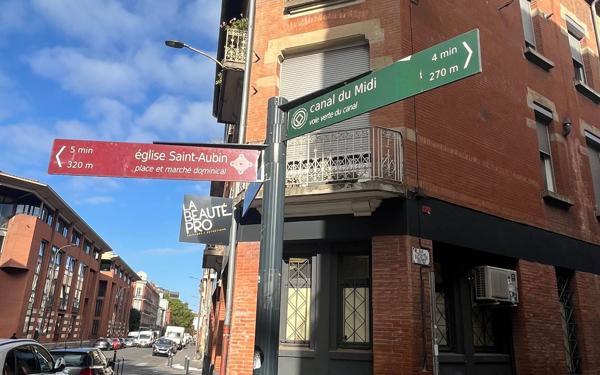 4 min
270 m
canal du Midi
voie verte du canal
5 min
320 m
église Saint-Aubin
place et marché dominical
LA
BEAUTÉ
PRO